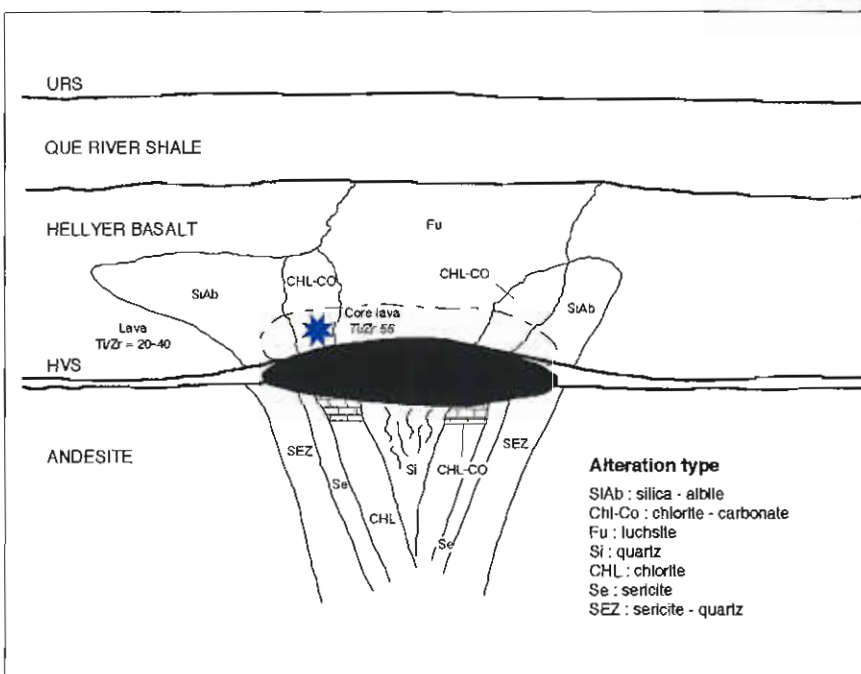 URS
QUE RIVER SHALE
HELLYER BASALT
Fu
CHL-CO
CHL-CO
SiAb
SiAb
Core lava
Ti/Zr 55
Lava
Ti/Zr = 20-40
HVS
ANDESITE
SEZ
Se
CHL
Si
CHL-CO
Se
SEZ
Alteration type
SiAb : silica - albite
Chl-Co : chlorite - carbonate
Fu : fuchsite
Si : quartz
CHL : chlorite
Se : sericite
SEZ : sericite - quartz